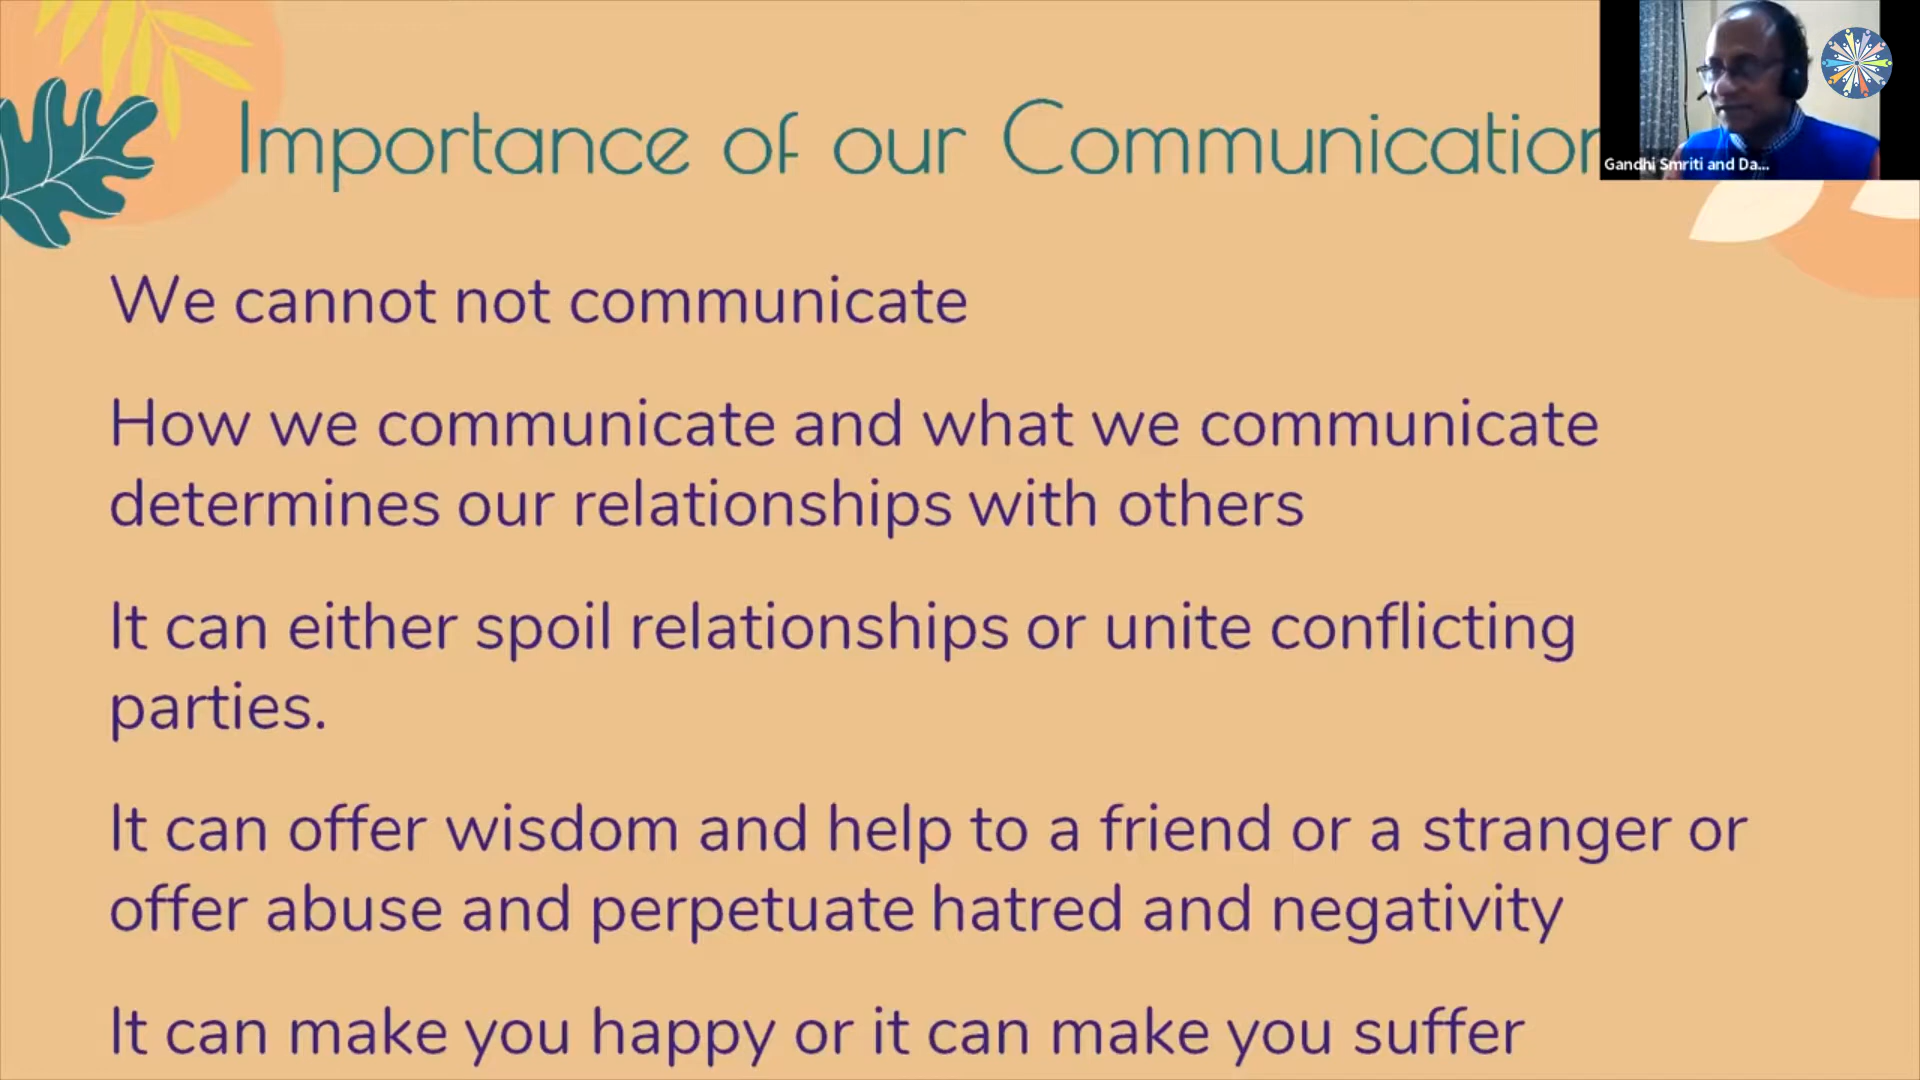 Importance of our Communication
Gandhi Smriti and Da...
We cannot not communicate
How we communicate and what we communicate
determines our relationships with others
It can either spoil relationships or unite conflicting
parties.
It can offer wisdom and help to a friend or a stranger or
offer abuse and perpetuate hatred and negativity
It can make you happy or it can make you suffer